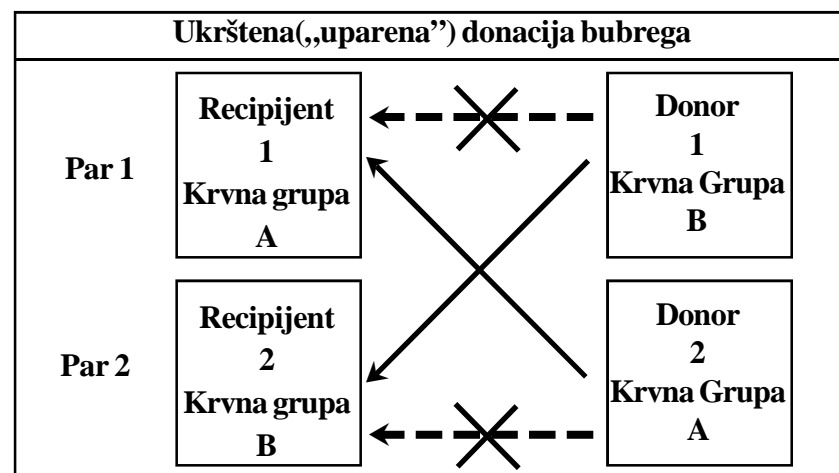 Ukrštena(„uparena”) donacija bubrega
Par 1
Recipijent
1
Krvna grupa
A
Donor
1
Krvna Grupa
B
Par 2
Recipijent
2
Krvna grupa
B
Donor
2
Krvna Grupa
A